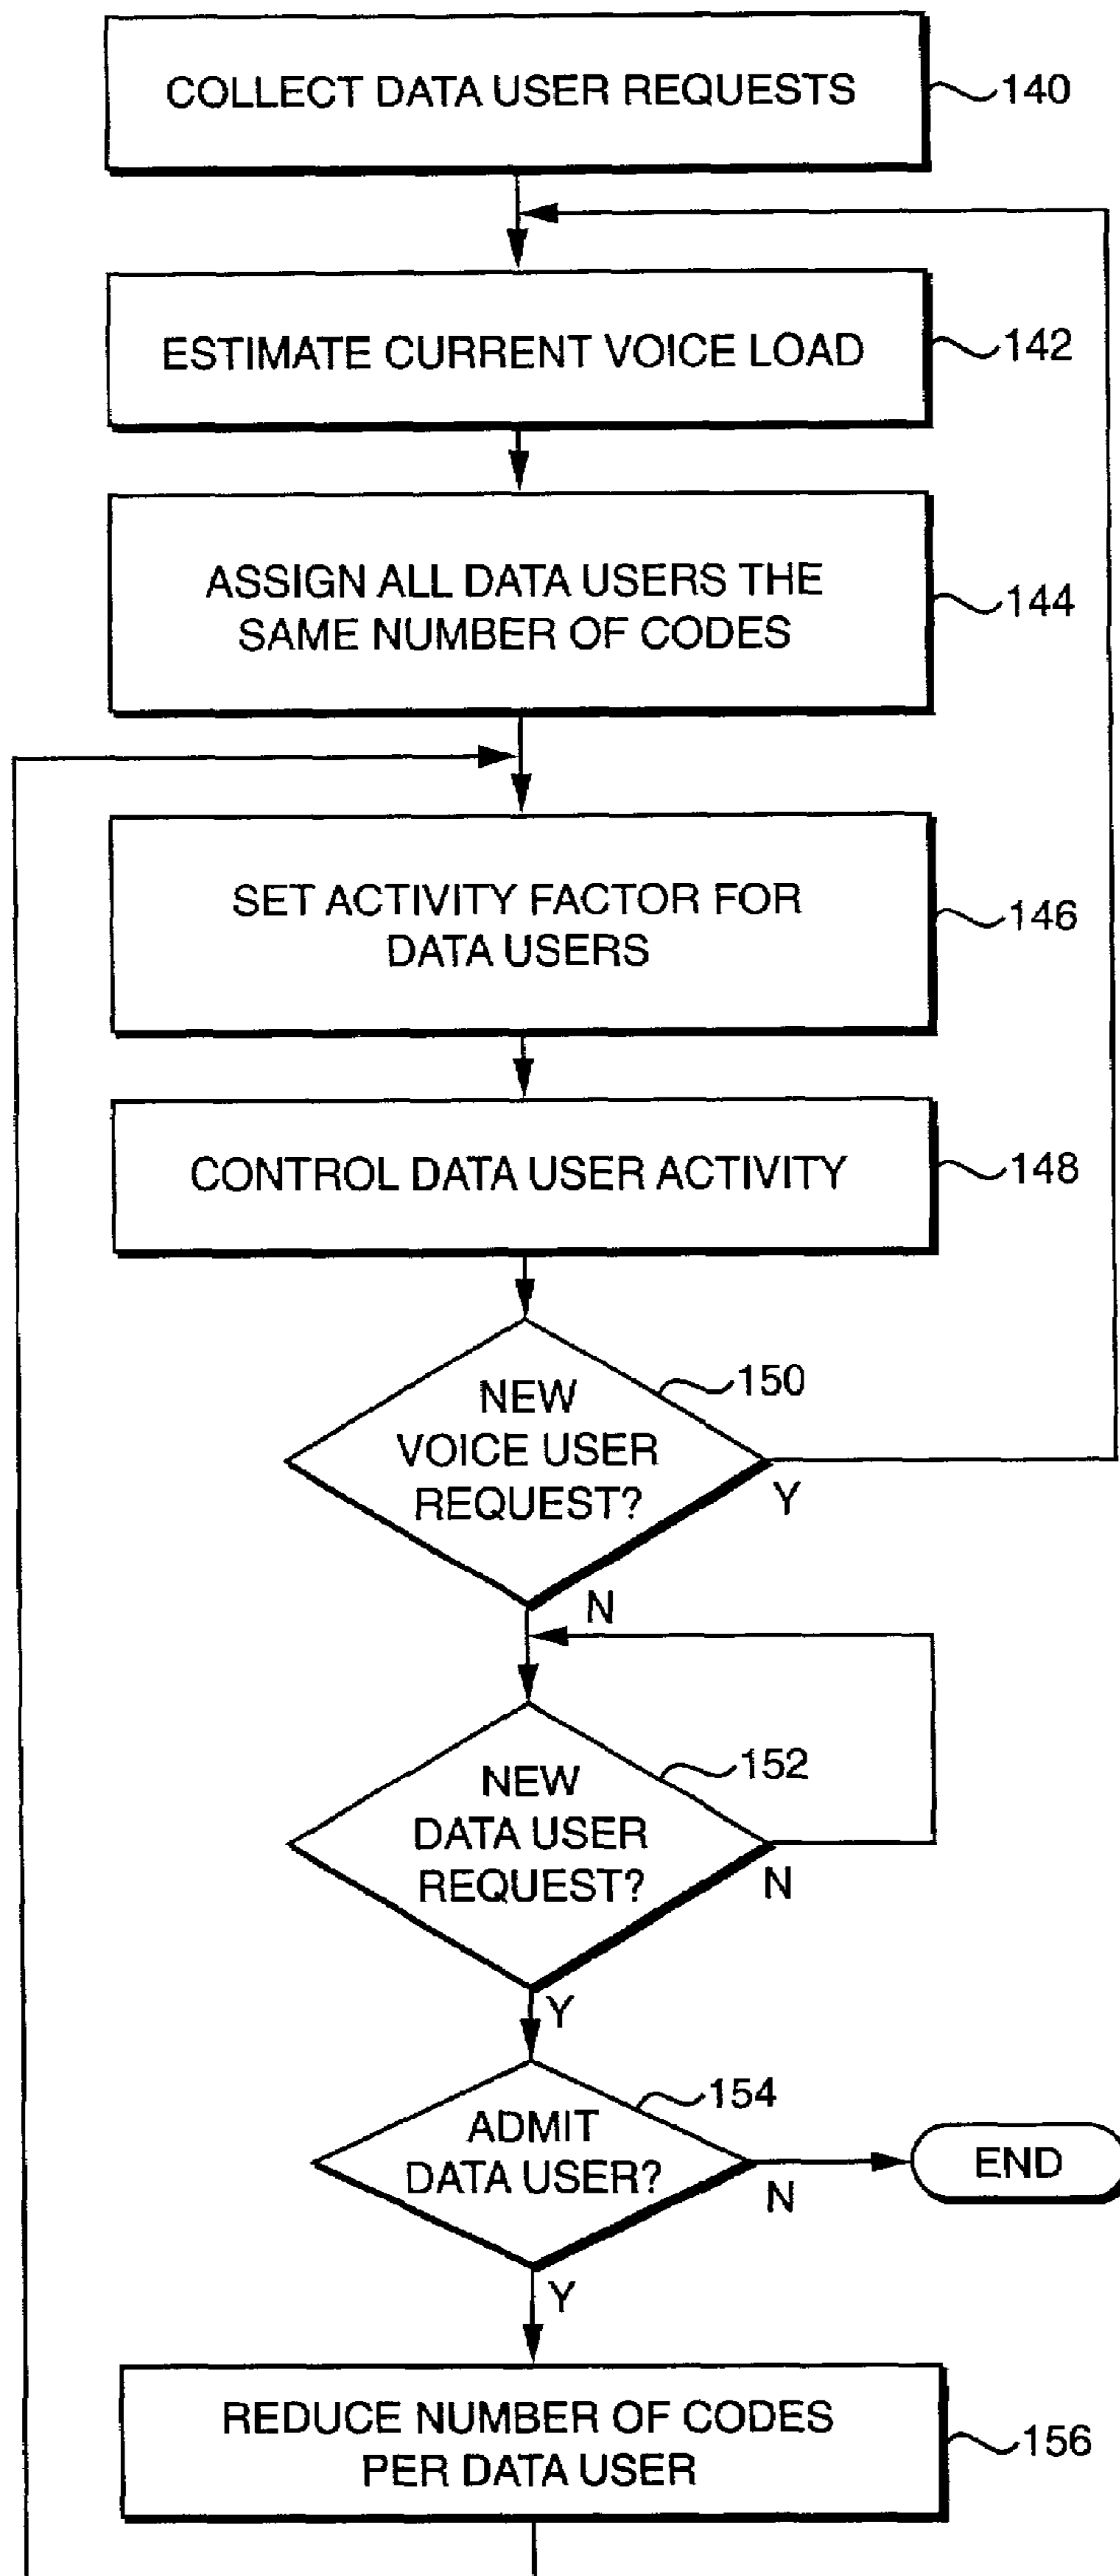 COLLECT DATA USER REQUESTS
140
ESTIMATE CURRENT VOICE LOAD
142
ASSIGN ALL DATA USERS THE
SAME NUMBER OF CODES
144
SET ACTIVITY FACTOR FOR
DATA USERS
146
CONTROL DATA USER ACTIVITY
148
NEW
VOICE USER
REQUEST?
150
Y
N
NEW
DATA USER
REQUEST?
152
N
Y
ADMIT
DATA USER?
154
N
END
Y
REDUCE NUMBER OF CODES
PER DATA USER
156